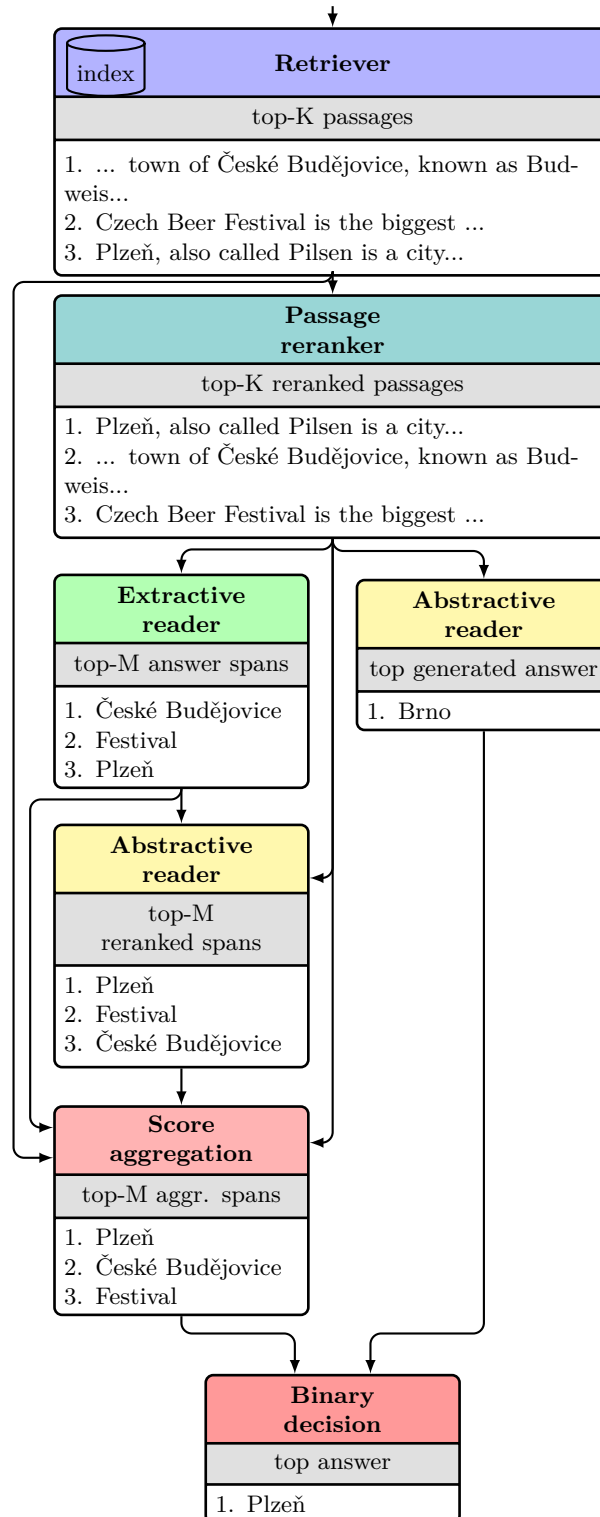 index
Retriever
top-K passages
1. ... town of České Budějovice, known as Bud-
weis...
2. Czech Beer Festival is the biggest ...
3. Plzeň, also called Pilsen is a city...
Passage
reranker
top-K reranked passages
1. Plzeň, also called Pilsen is a city...
2. ... town of České Budějovice, known as Bud-
weis...
3. Czech Beer Festival is the biggest ...
Extractive
reader
top-M answer spans
1. České Budějovice
2. Festival
3. Plzeň
Abstractive
reader
top generated answer
1. Brno
Abstractive
reader
top-M
reranked spans
1. Plzeň
2. Festival
3. České Budějovice
Score
aggregation
top-M aggr. spans
1. Plzeň
2. České Budějovice
3. Festival
Binary
decision
top answer
1. Plzeň